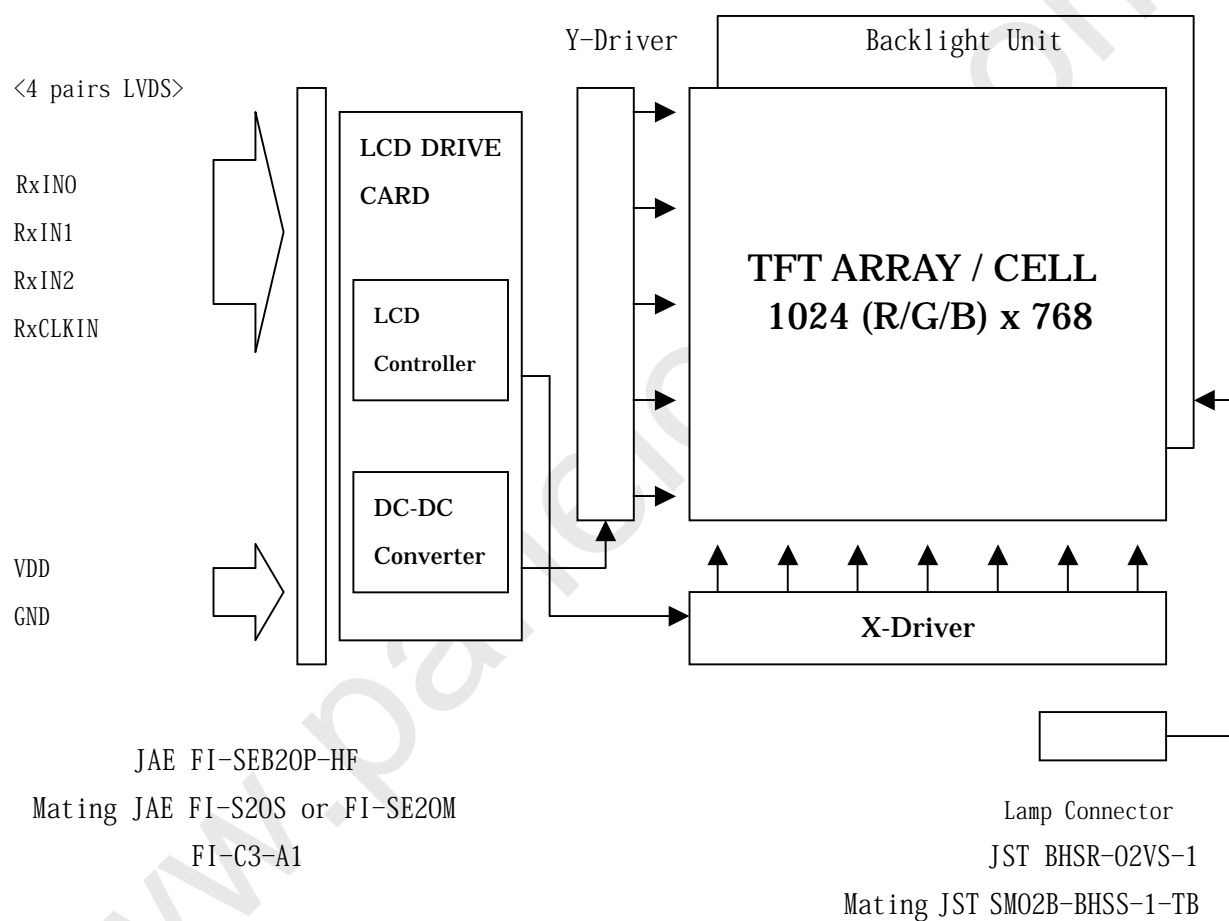 Y-Driver
Backlight Unit
<4 pairs LVDS>
RxIN0
RxIN1
RxIN2
RxCLKIN
VDD
GND
LCD DRIVE
CARD
LCD
Controller
DC-DC
Converter
TFT ARRAY / CELL
1024 (R/G/B) x 768
X-Driver
JAE FI-SEB20P-HF
Mating JAE FI-S20S or FI-SE20M
FI-C3-A1
Lamp Connector
JST BHSR-02VS-1
Mating JST SM02B-BHSS-1-TB